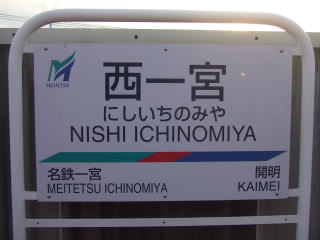 MEITETSU
西一宮
にしいちのみや
NISHI ICHINOMIYA
名鉄一宮 開明
MEITETSU ICHINOMIYA KAIMEI